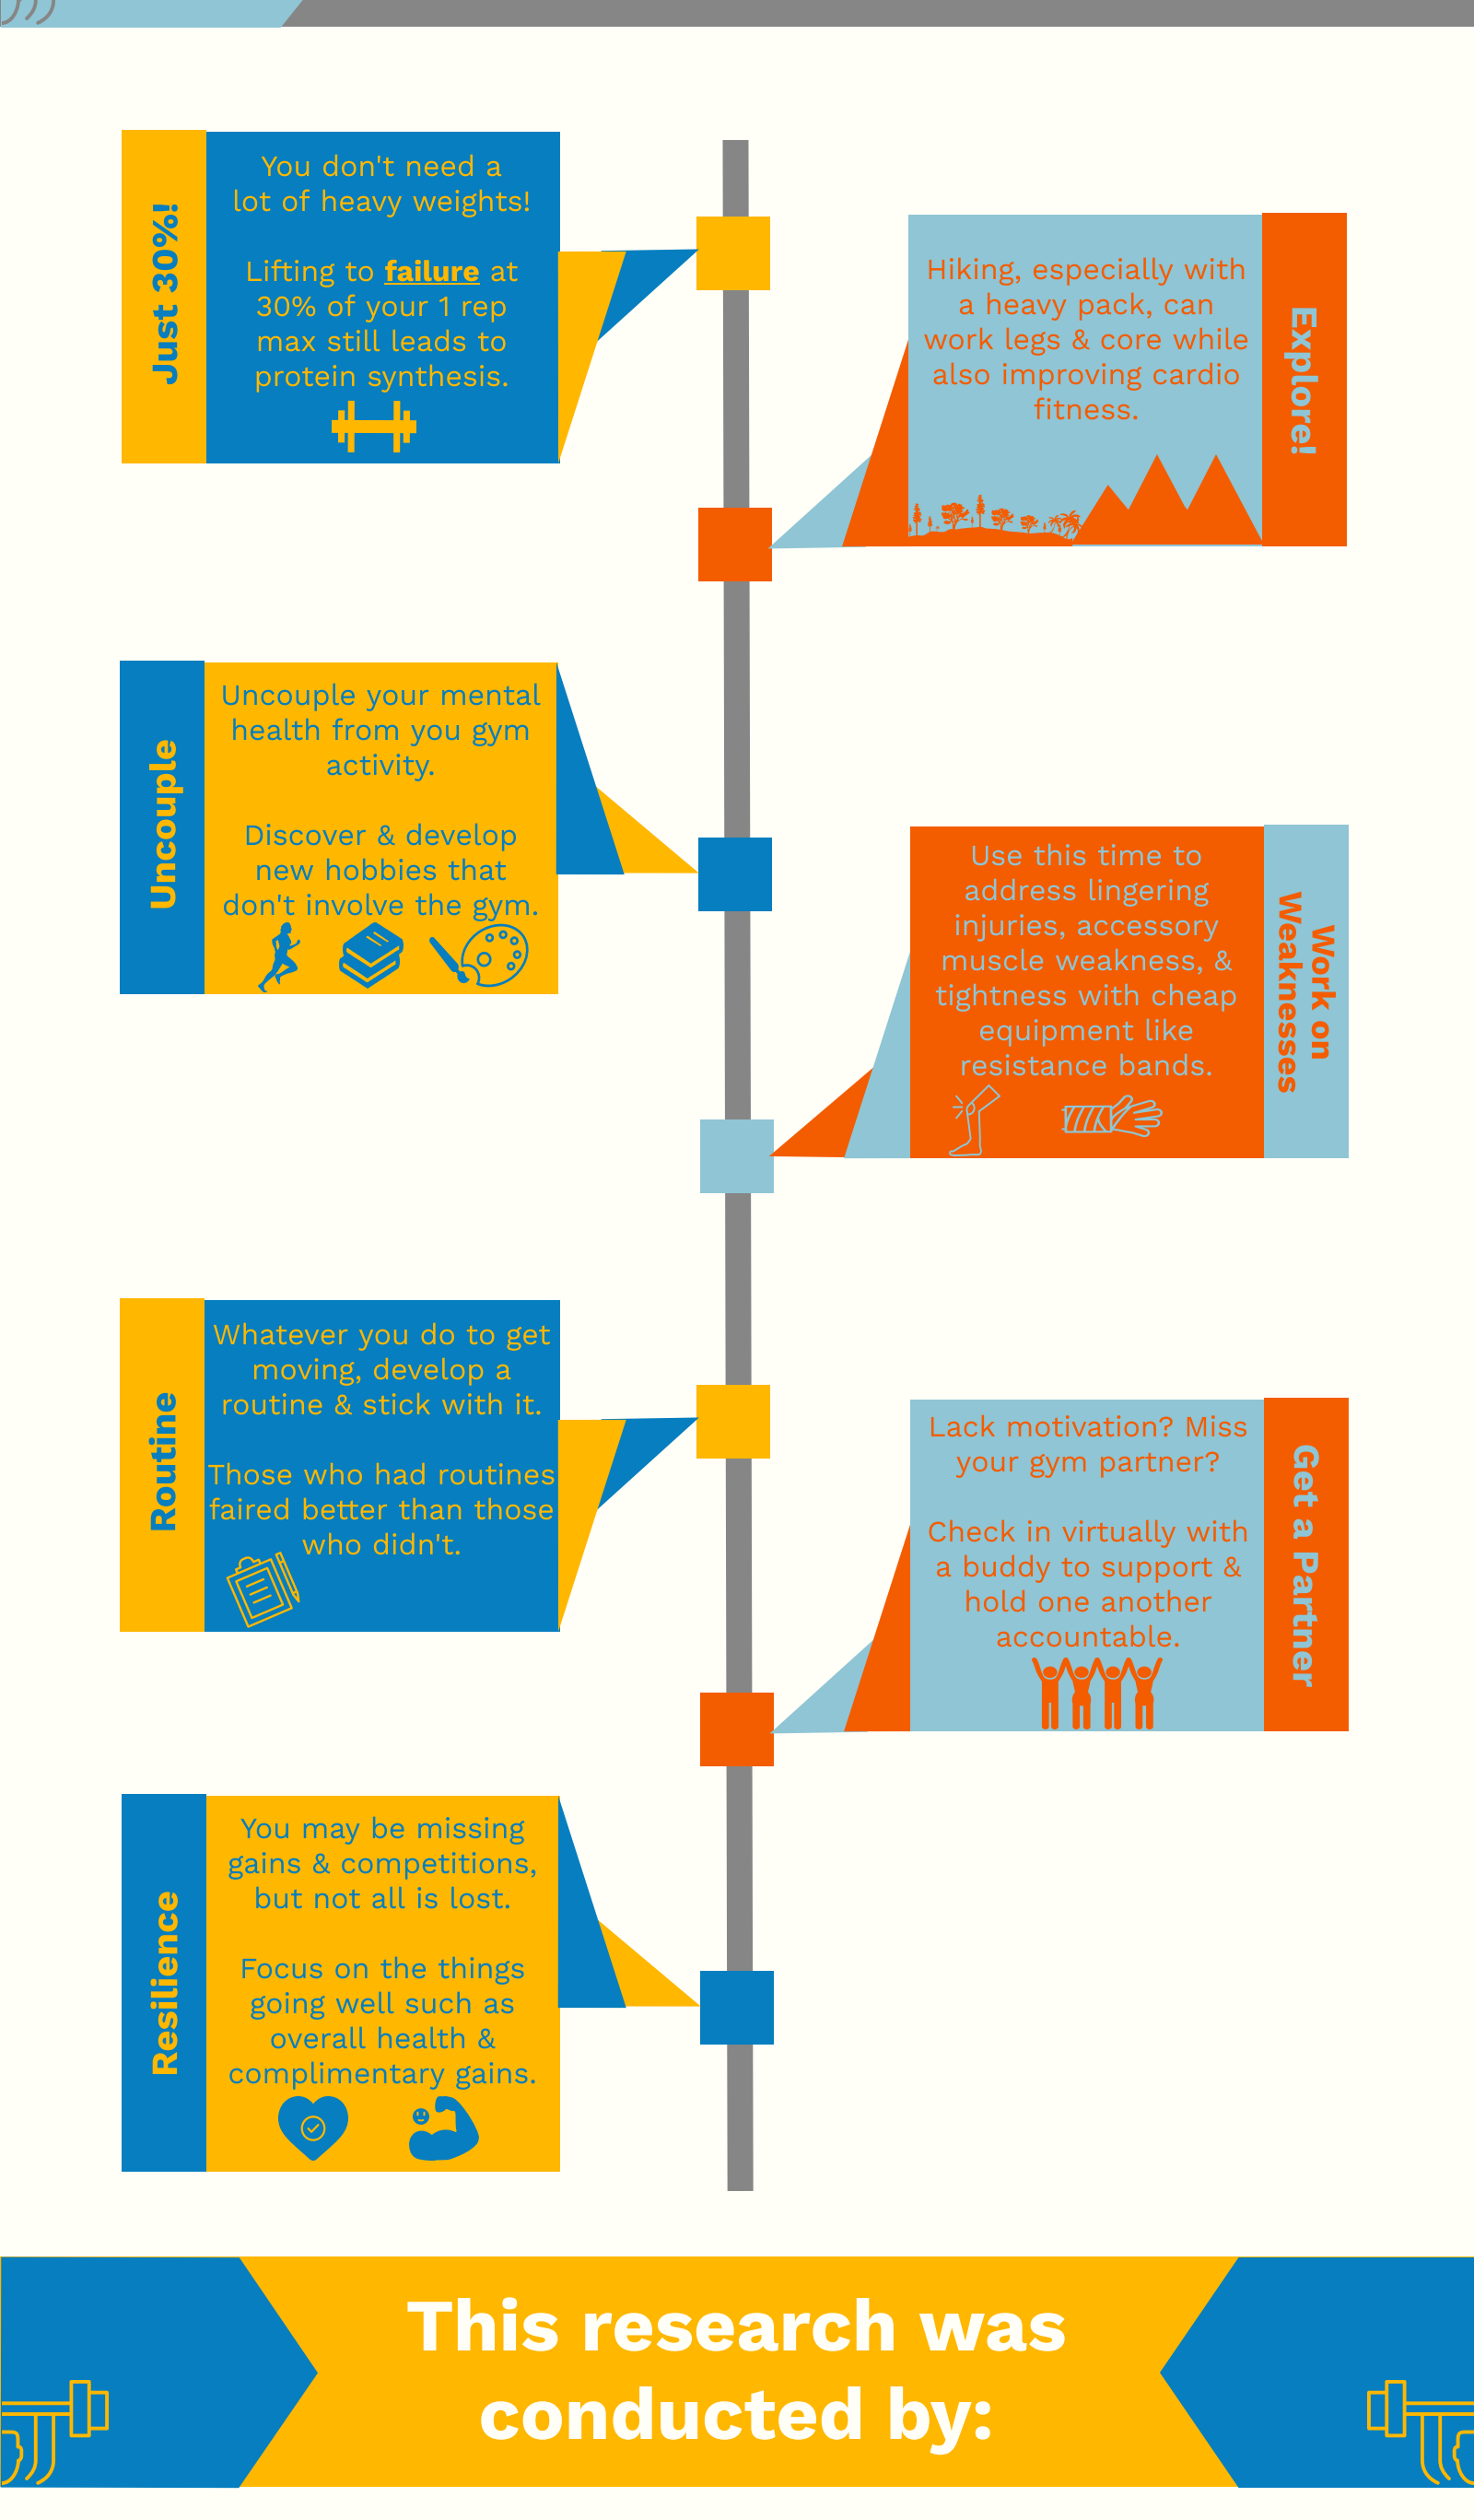 Just 30%!
You don't need a
lot of heavy weights!
Lifting to failure at
30% of your 1 rep
max still leads to
protein synthesis.
Explore!
Hiking, especially with
a heavy pack, can
work legs & core while
also improving cardio
fitness.
Uncouple
Uncouple your mental
health from you gym
activity.
Discover & develop
new hobbies that
don't involve the gym.
Work on
Weaknesses
Use this time to
address lingering
injuries, accessory
muscle weakness, &
tightness with cheap
equipment like
resistance bands.
Routine
Whatever you do to get
moving, develop a
routine & stick with it.
Those who had routines
faired better than those
who didn't.
Get a Partner
Lack motivation? Miss
your gym partner?
Check in virtually with
a buddy to support &
hold one another
accountable.
Resilience
You may be missing
gains & competitions,
but not all is lost.
Focus on the things
going well such as
overall health &
complimentary gains.
This research was
conducted by: